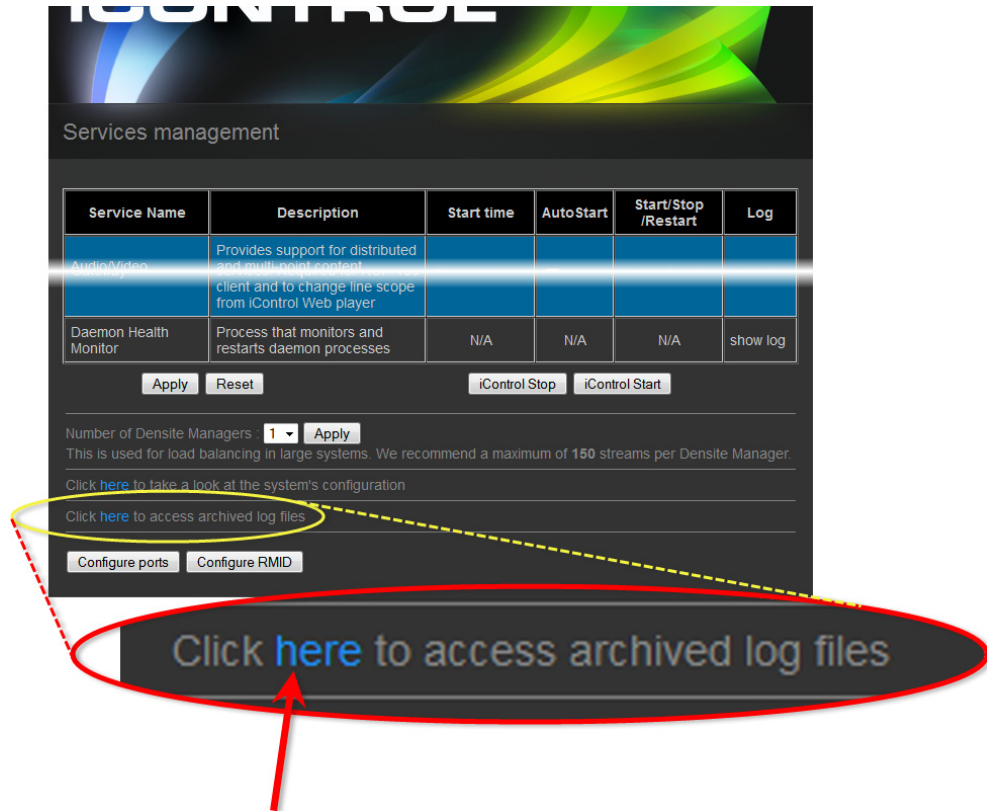 iCONTROL
Services management
Service Name Description Start time AutoStart Start/Stop /Restart Log
Audio/Video
Provides support for distributed
and multi-point content
client and to change line scope
from iControl Web player
Daemon Health Monitor
Process that monitors and
restarts daemon processes
N/A N/A N/A show log
Apply Reset iControl Stop iControl Start
Number of Densite Managers : 1 Apply
This is used for load balancing in large systems. We recommend a maximum of 150 streams per Densite Manager.
Click here to take a look at the system's configuration
Click here to access archived log files
Configure ports Configure RMID
Click here to access archived log files